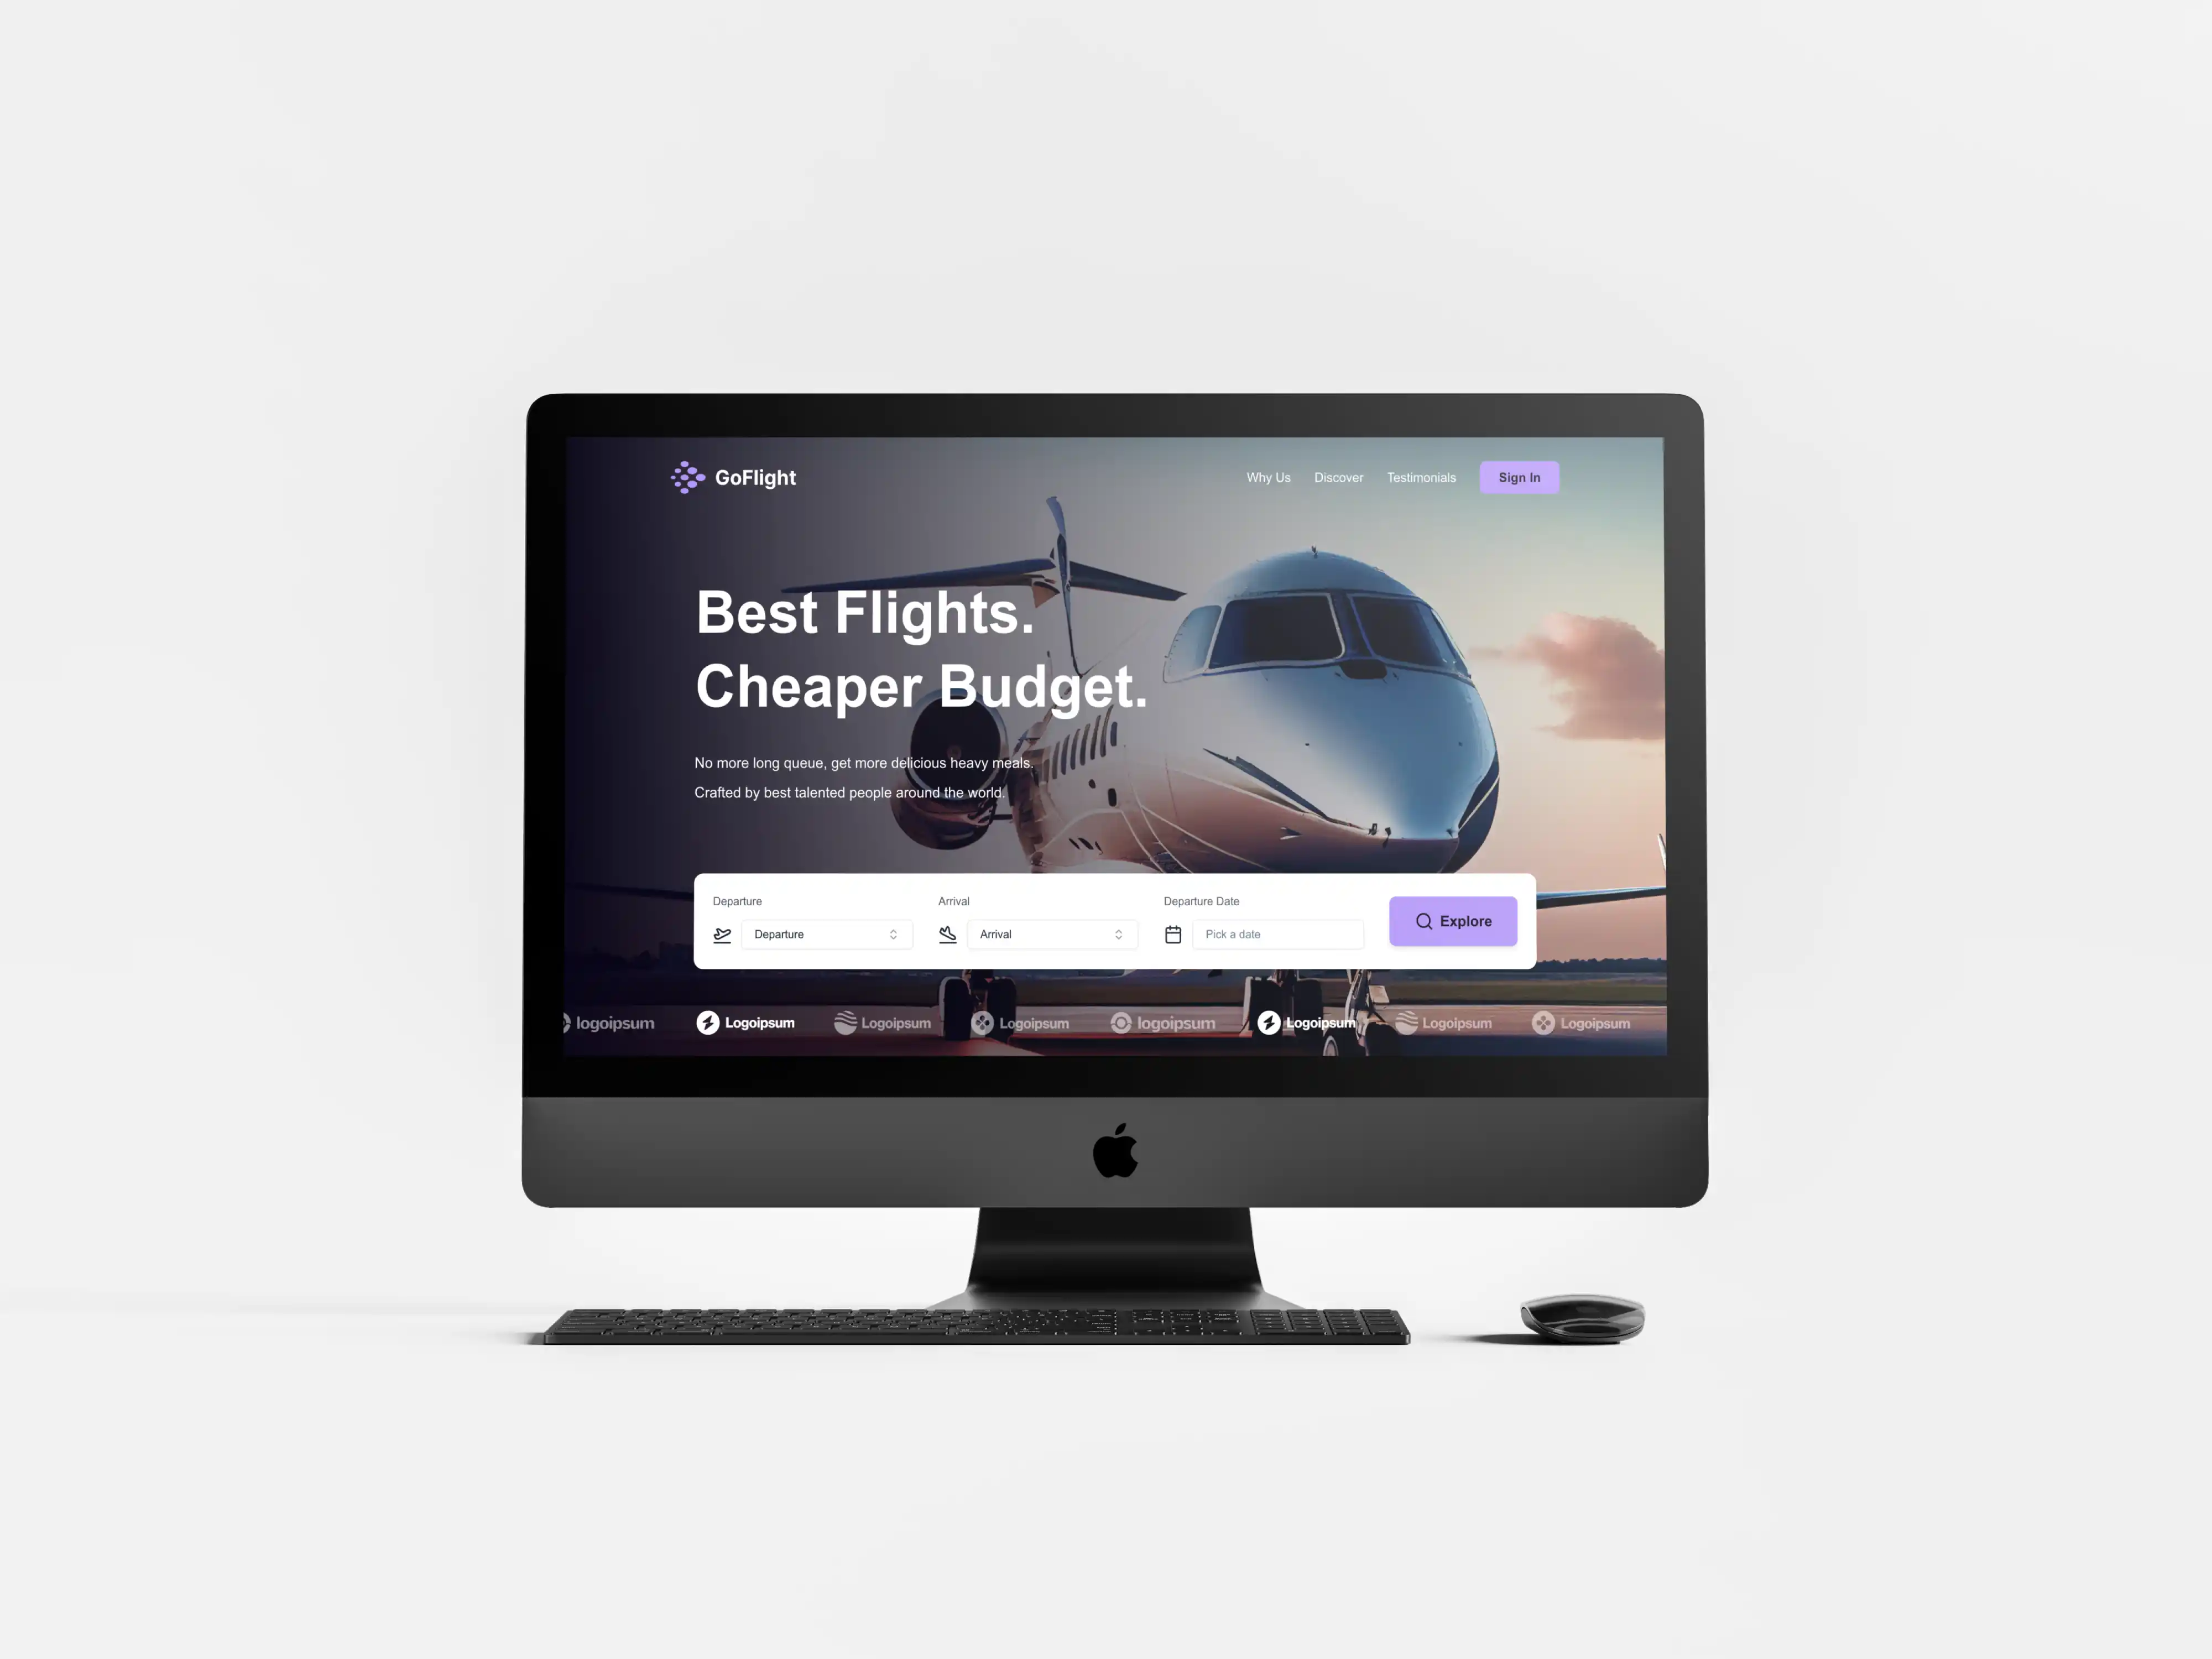 GoFlight
Why Us
Discover
Testimonials
Sign In
Best Flights.
Cheaper Budget.
No more long queue, get more delicious heavy meals.
Crafted by best talented people around the world.
Departure
Arrival
Departure Date
Departure
Arrival
Pick a date
Explore
logoipsum
Logoipsum
Logoipsum
Logoipsum
logoipsum
Logoipsum
Logoipsum
Logoipsum